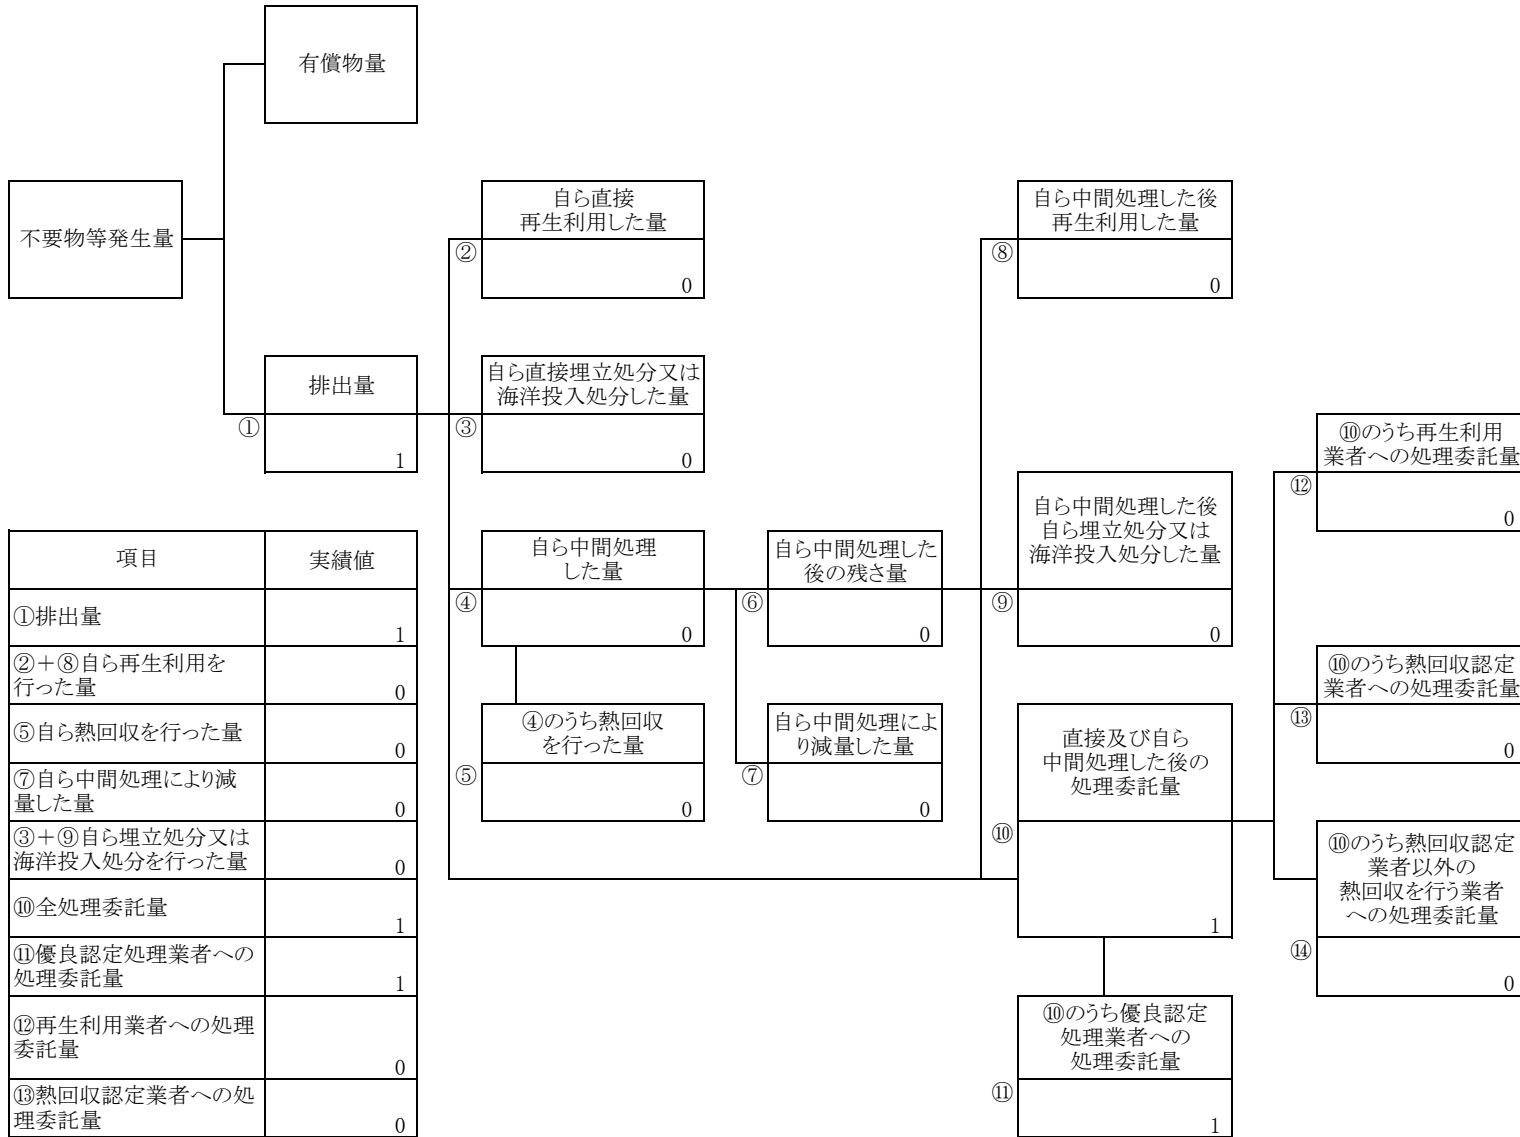 有償物量
不要物等発生量
自ら直接
再生利用した量
②
0
自ら中間処理した後
再生利用した量
⑧
0
排出量
①
1
自ら直接埋立処分又は
海洋投入処分した量
③
0
自ら中間処理
した量
④
0
自ら中間処理した
後の残さ量
⑥
0
自ら中間処理した後
自ら埋立処分又は
海洋投入処分した量
⑨
0
⑩のうち再生利用
業者への処理委託量
⑫
0
④のうち熱回収
を行った量
⑤
0
自ら中間処理によ
り減量した量
⑦
0
直接及び自ら
中間処理した後の
処理委託量
⑩
1
⑩のうち熱回収認定
業者への処理委託量
⑬
0
⑩のうち熱回収認定
業者以外の
熱回収を行う業者
への処理委託量
⑭
0
⑩のうち優良認定
処理業者への
処理委託量
⑪
1
項目 実績値
①排出量
1
②+⑧自ら再生利用を
行った量
0
⑤自ら熱回収を行った量
0
⑦自ら中間処理により減
量した量
0
③+⑨自ら埋立処分又は
海洋投入処分を行った量
0
⑩全処理委託量
1
⑪優良認定処理業者への
処理委託量
1
⑫再生利用業者への処理
委託量
0
⑬熱回収認定業者への処
理委託量
0